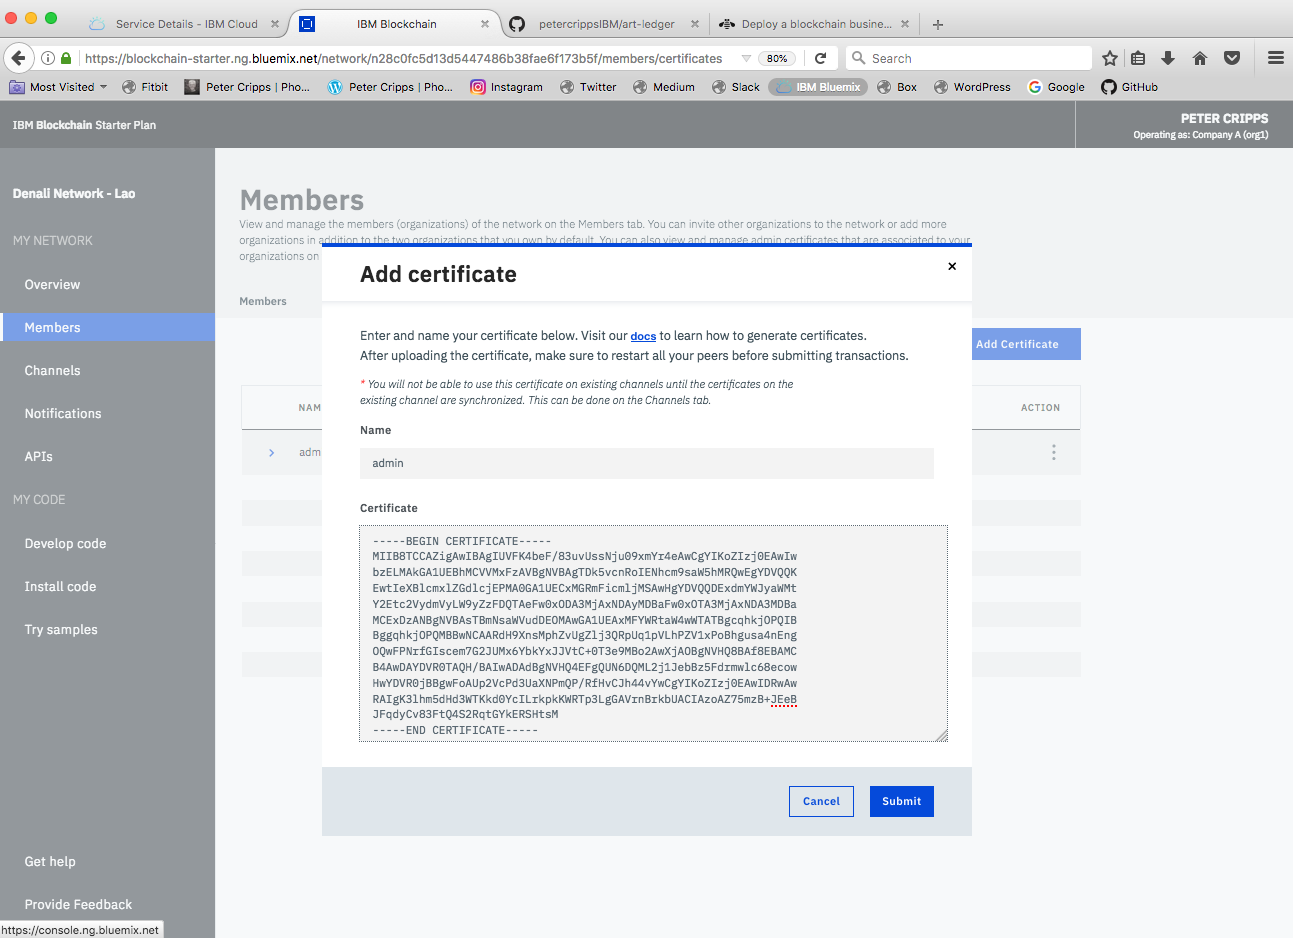 Service Details - IBM Cloud
IBM Blockchain
petercrippsIBM/art-ledger
Deploy a blockchain busine...
https://blockchain-starter.ng.bluemix.net/network/n28c0fc5d13d5447486b38fae6f173b5f/members/certificates
80%
Search
Most Visited
Fitbit
Peter Cripps | Pho...
Peter Cripps | Pho...
Instagram
Twitter
Medium
Slack
IBM Bluemix
Box
WordPress
Google
GitHub
IBM Blockchain Starter Plan
PETER CRIPPS
Operating as: Company A (org1)
Denali Network - Lao
MY NETWORK
Overview
Members
Channels
Notifications
APIs
MY CODE
Develop code
Install code
Try samples
Get help
Provide Feedback
https://console.ng.bluemix.net
Members
View and manage the members (organizations) of the network on the Members tab. You can invite other organizations to the network or add more
organizations in addition to the two organizations that you own by default. You can also view and manage admin certificates that are associated to your
organizations on
Members
Add Certificate
NAM
ACTION
adm
Add certificate
Enter and name your certificate below. Visit our docs to learn how to generate certificates.
After uploading the certificate, make sure to restart all your peers before submitting transactions.
* You will not be able to use this certificate on existing channels until the certificates on the
existing channel are synchronized. This can be done on the Channels tab.
Name
admin
Certificate
-----BEGIN CERTIFICATE-----
MIIB8TCCAZigAwIBAgIUVFK4beF/83uvUssNju09xmYr4eAwCgYIKoZIzj0EAwIw
bzELMAkGA1UEBhMCVVMxFzAVBgNVBAgTDk5vcnRoIENhcm9saW5hMRQwEgYDVQQK
EwtIeXBlcmxlZGdlcjEPMA0GA1UECxMGRmFicmljMSAwHgYDVQQDExdmYWJyaWMt
Y2Etc2VydmVyLW9yZzFDQTAeFw0xODA3MjAxNDAyMDBaFw0xOTA3MjAxNDA3MDBa
MCExDzANBgNVBAsTBmNsaWVudDEOMAwGA1UEAxMFYWRtaW4wWTATBgcqhkjOPQIB
BggqhkjOPQMBBwNCAARdH9XnsMphZvUgZlj3QRpUq1pVLhPZV1xPoBhgusa4nEng
OQwFPNrfGIscem7G2JUMx6YbkYxJJVtC+0T3e9MBo2AwXjAOBgNVHQ8BAf8EBAMC
B4AwDAYDVR0TAQH/BAIwADAdBgNVHQ4EFgQUN6DQML2j1JebBz5Fdrmwlc68ecow
HwYDVR0jBBgwFoAUp2VcPd3UaXNPmQP/RfHvCJh44vYwCgYIKoZIzj0EAwIDRwAw
RAIgK3lhm5dHd3WTKkd0YcILrkpkKWRTp3LgGAVrnBrkbUACIAzoAZ75mzB+JEeB
JFqdyCv83FtQ4S2RqtGYkERSHtsM
-----END CERTIFICATE-----
Cancel
Submit